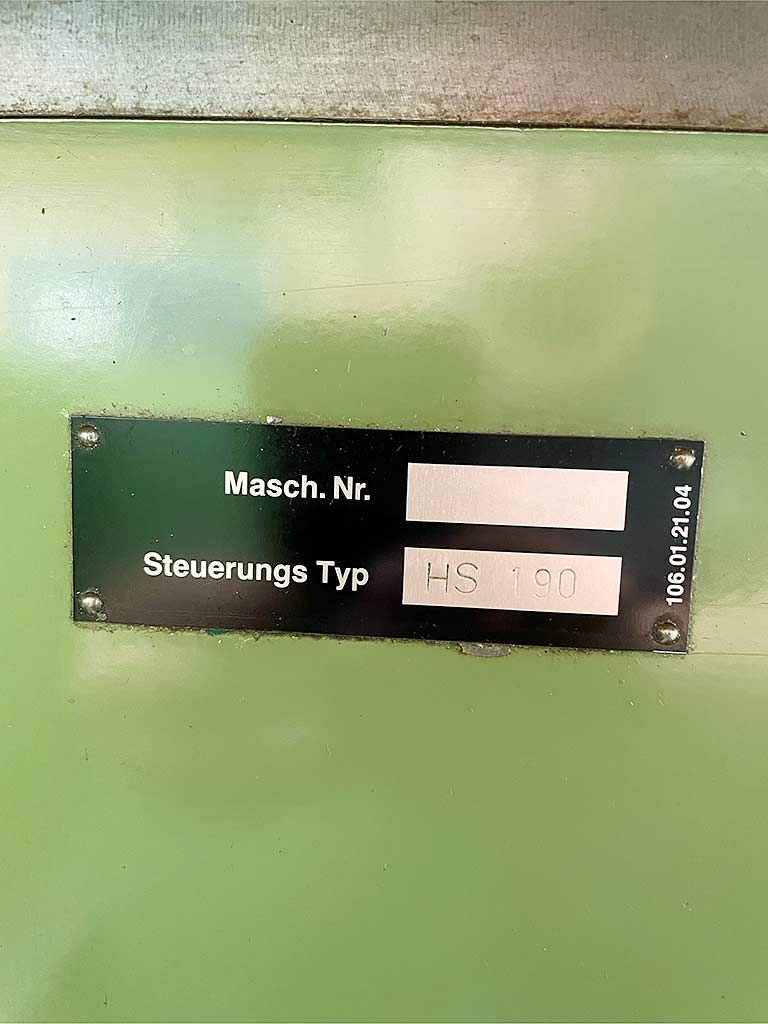 Masch. Nr.
Steuerungs Typ HS 190
106.01.21.04